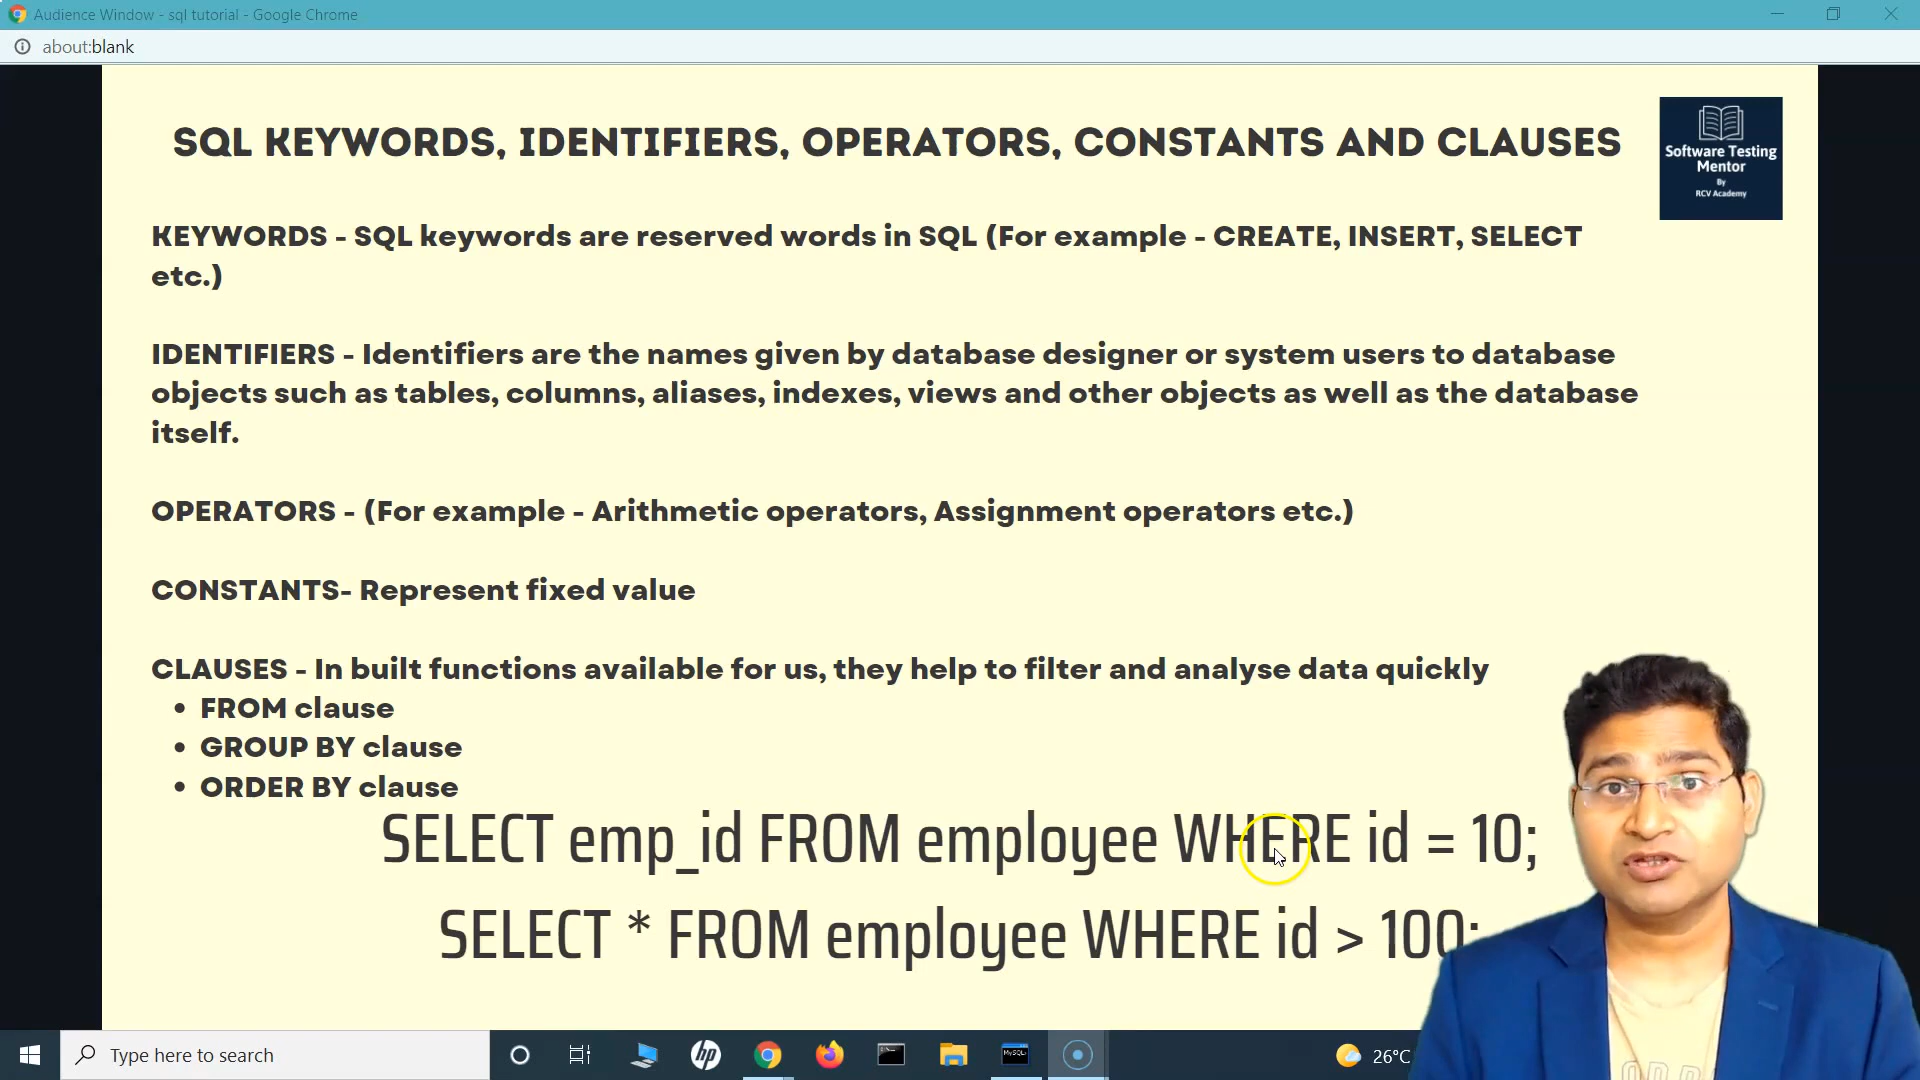 Audience Window - sql tutorial - Google Chrome
about:blank
SQL KEYWORDS, IDENTIFIERS, OPERATORS, CONSTANTS AND CLAUSES
Software Testing
Mentor
By
RCV Academy
KEYWORDS - SQL keywords are reserved words in SQL (For example - CREATE, INSERT, SELECT
etc.)
IDENTIFIERS - Identifiers are the names given by database designer or system users to database
objects such as tables, columns, aliases, indexes, views and other objects as well as the database
itself.
OPERATORS - (For example - Arithmetic operators, Assignment operators etc.)
CONSTANTS- Represent fixed value
CLAUSES - In built functions available for us, they help to filter and analyse data quickly
• FROM clause
• GROUP BY clause
• ORDER BY clause
SELECT emp_id FROM employee WHERE id = 10;
SELECT * FROM employee WHERE id > 100;
Type here to search
hp
MySQL
26°C